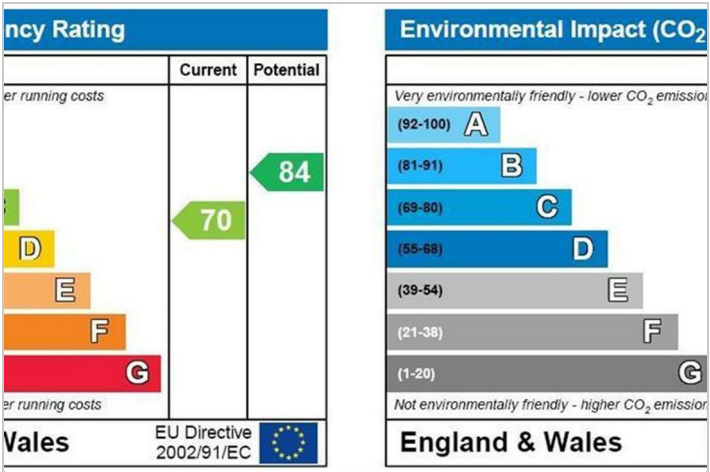 ncy Rating
Current Potential
er running costs
84
70
D
E
F
G
er running costs
Wales
EU Directive
2002/91/EC
Environmental Impact (CO2
Very environmentally friendly - lower CO2 emissio
(92-100) A
(81-91) B
(69-80) C
(55-68) D
(39-54) E
(21-38) F
(1-20) G
Not environmentally friendly - higher CO2 emission
England & Wales